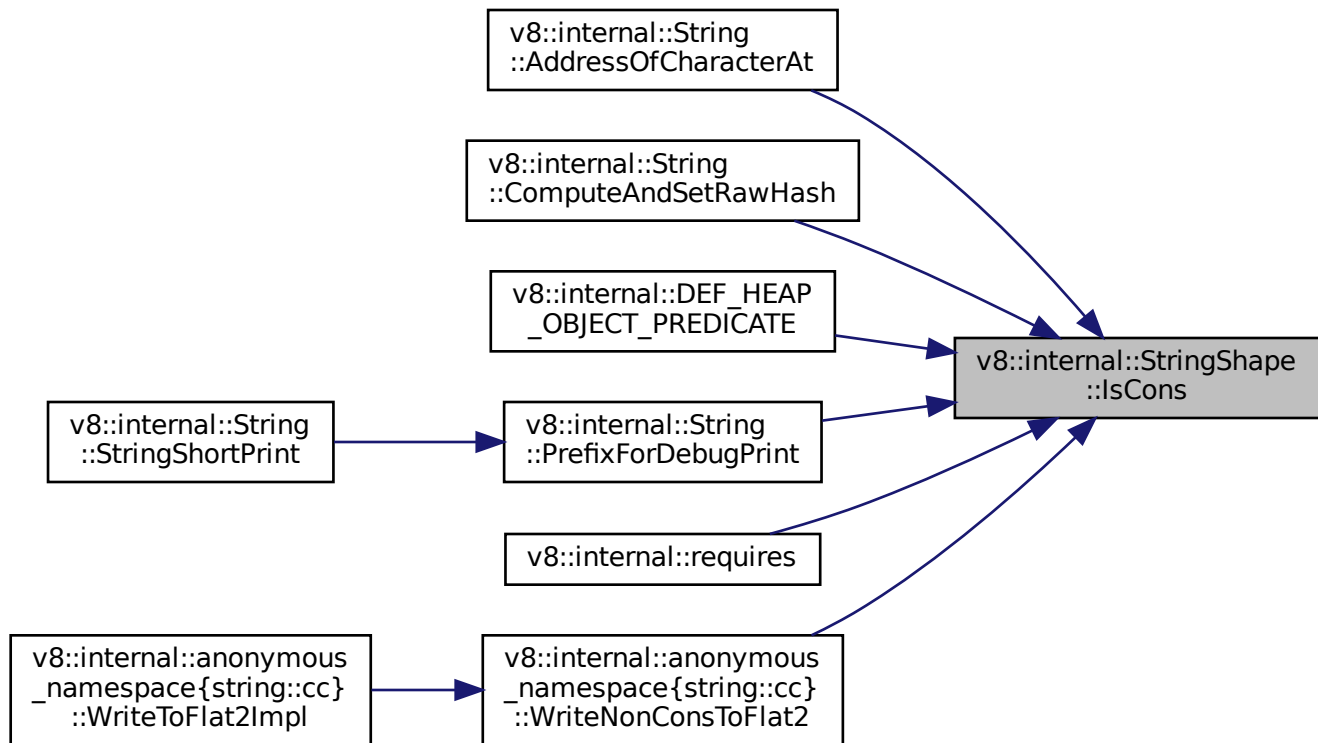 v8::internal::String
::AddressOfCharacterAt
v8::internal::String
::ComputeAndSetRawHash
v8::internal::DEF_HEAP
_OBJECT_PREDICATE
v8::internal::StringShape
::IsCons
v8::internal::String
::StringShortPrint
v8::internal::String
::PrefixForDebugPrint
v8::internal::requires
v8::internal::anonymous
_namespace{string::cc}
::WriteToFlat2Impl
v8::internal::anonymous
_namespace{string::cc}
::WriteNonConsToFlat2